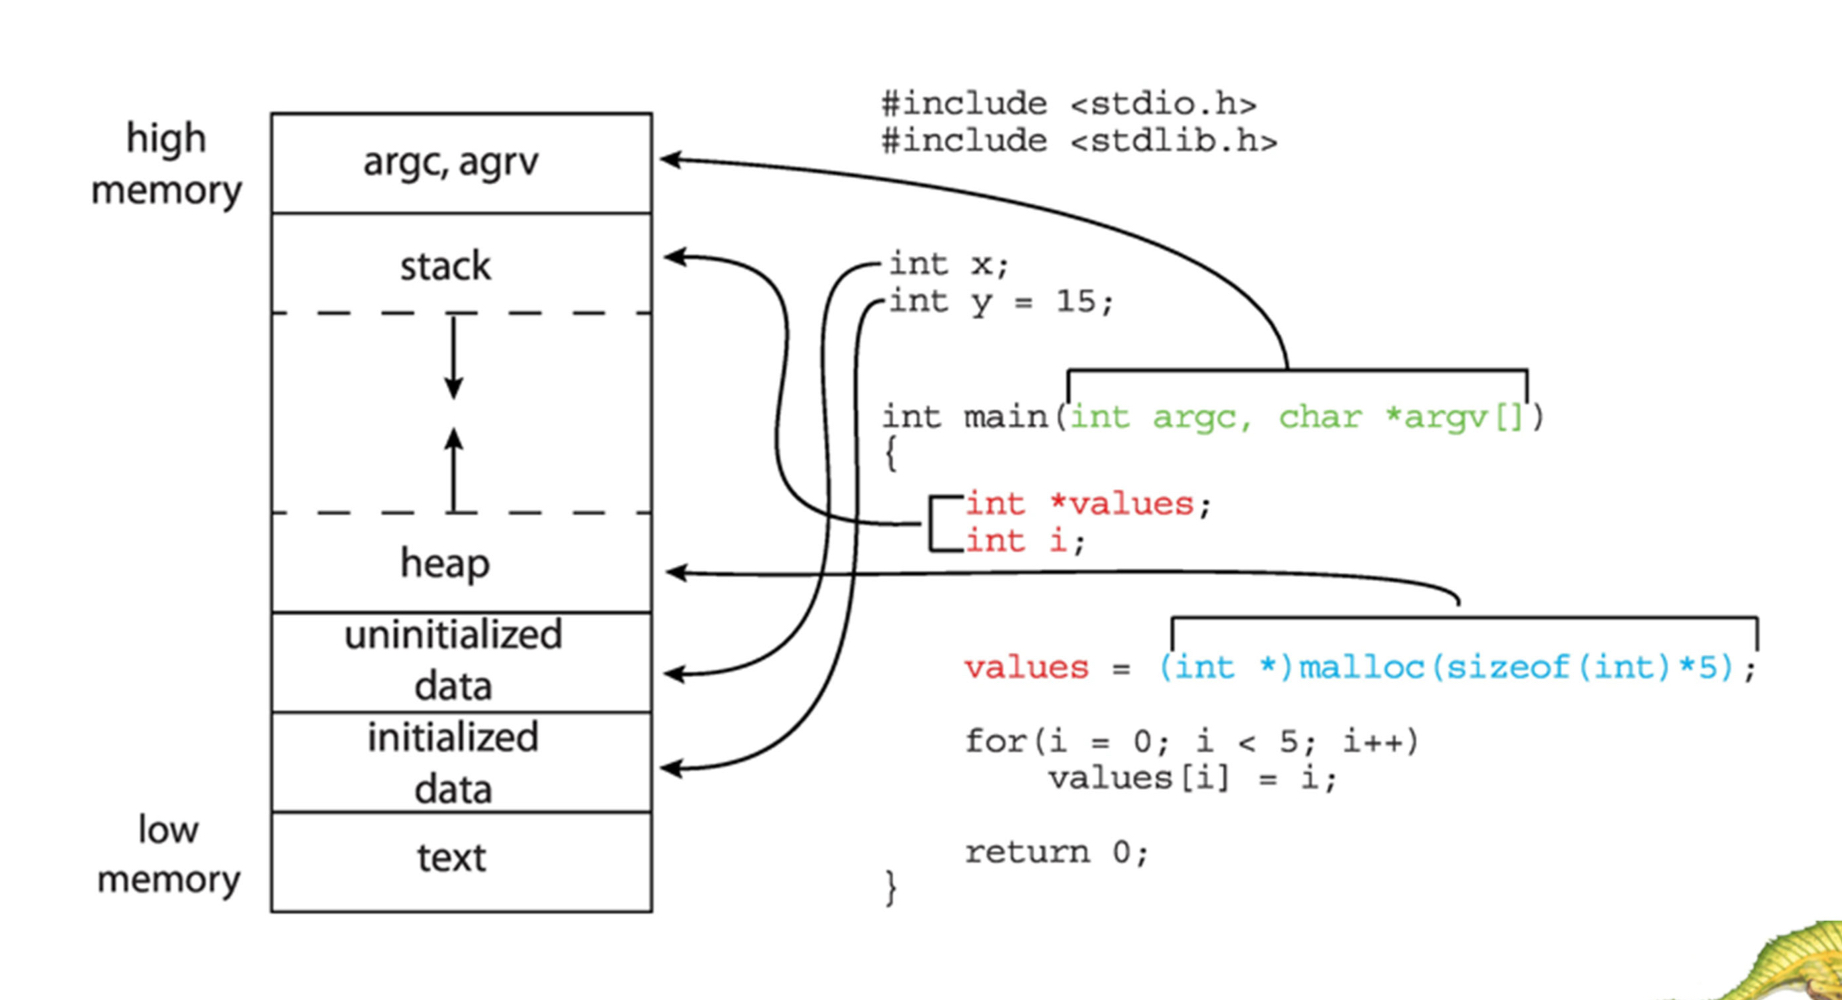 high
memory
argc, agrv
stack
heap
uninitialized
data
initialized
data
low
memory
text
#include <stdio.h>
#include <stdlib.h>
int x;
int y = 15;
int main(int argc, char *argv[])
{
int *values;
int i;
values = (int *)malloc(sizeof(int)*5);
for(i = 0; i < 5; i++)
values[i] = i;
return 0;
}